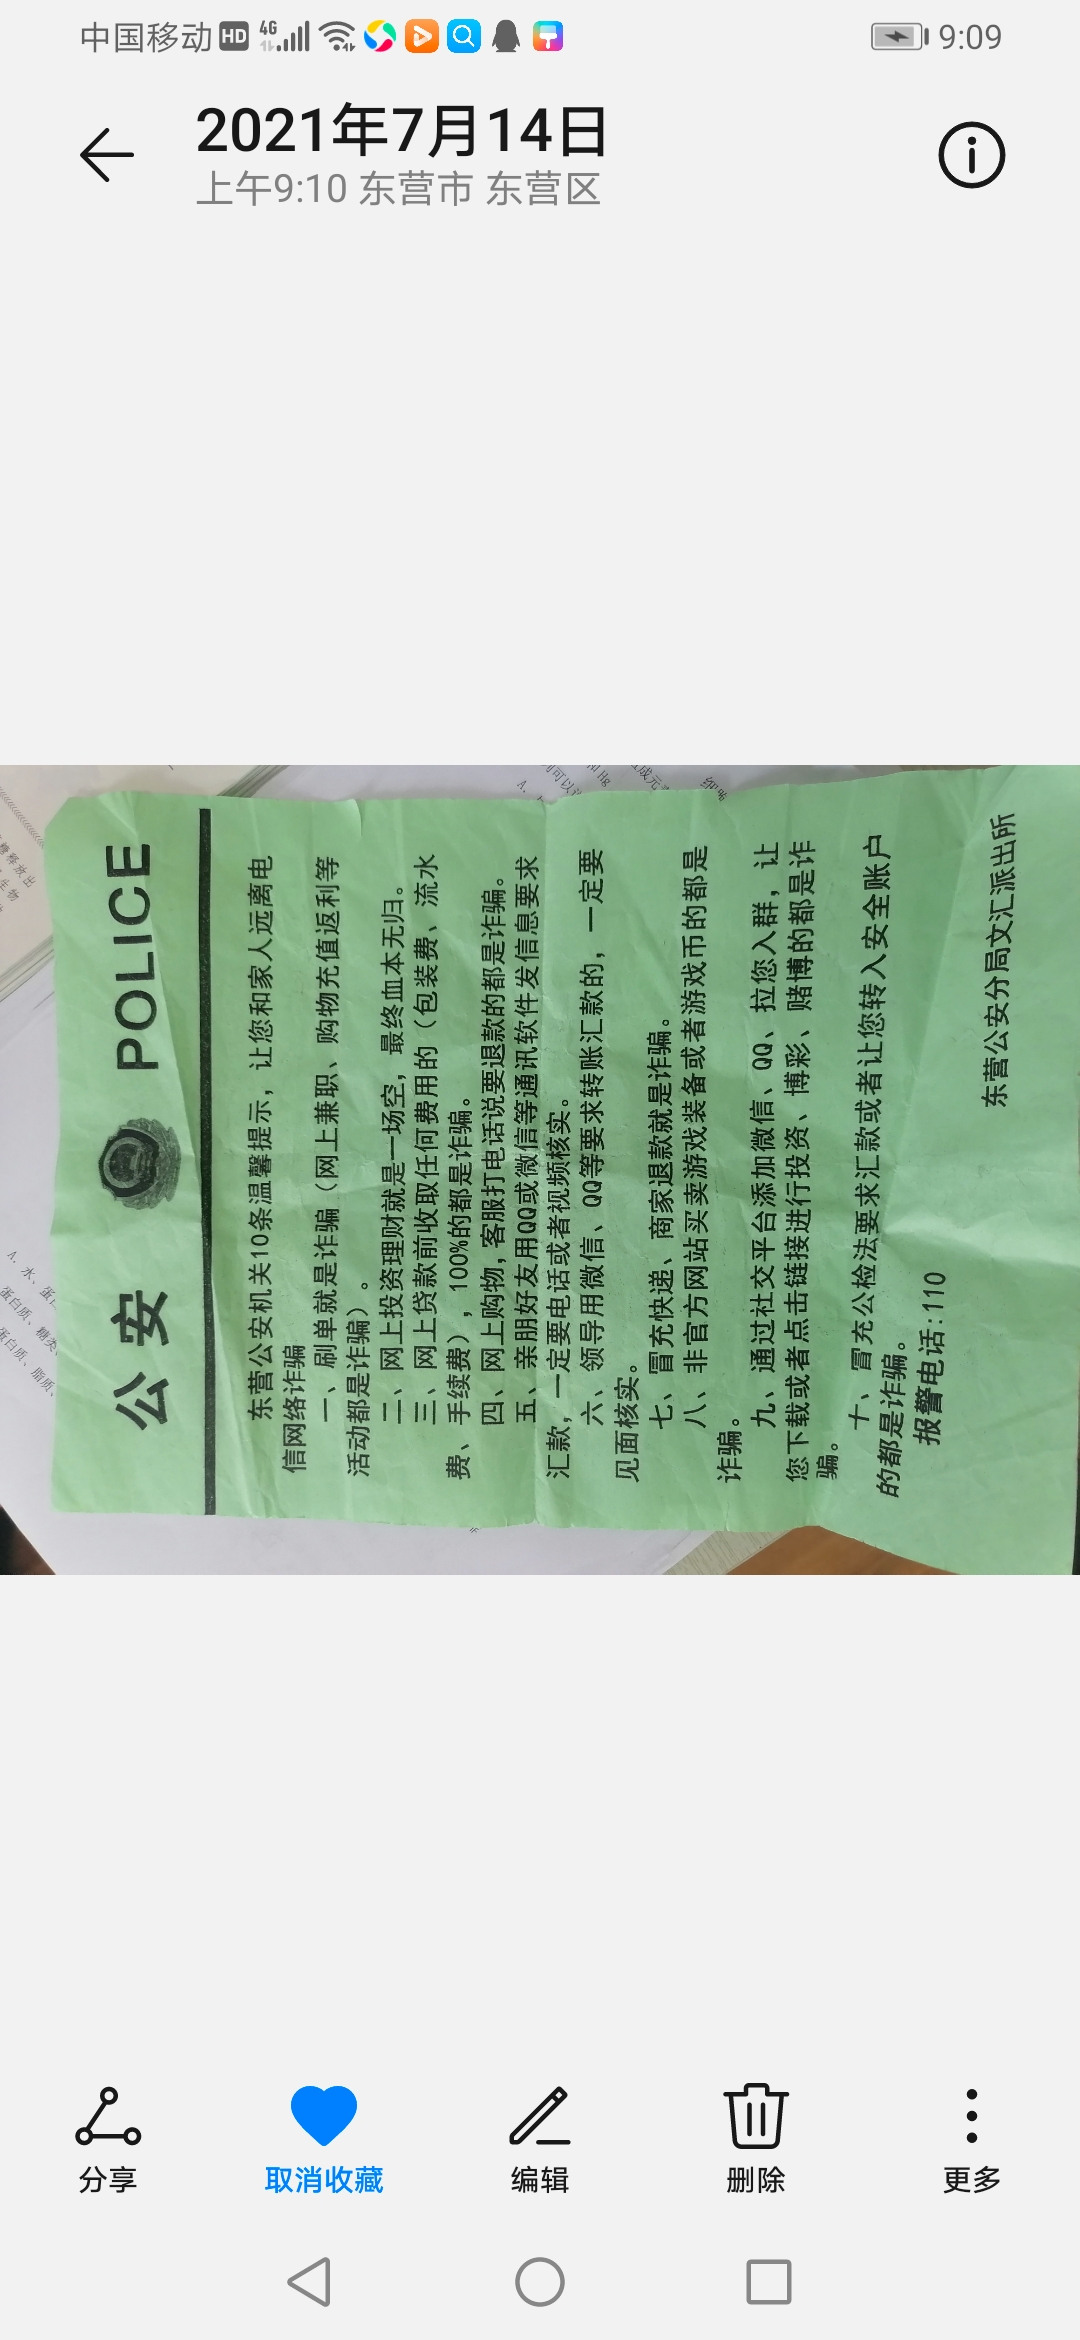 中国移动 HD 4G 9:09
2021年7月14日
上午9:10 东营市 东营区
公安 POLICE
东营公安机关10条温馨提示，让您和家人远离电
信网络诈骗
一、刷单就是诈骗（网上兼职、购物充值返利等
活动都是诈骗）。
二、网上投资理财就是一场空，最终血本无归。
三、网上贷款前收取任何费用的（包装费、流水
费、手续费），100%的都是诈骗。
四、网上购物，客服打电话说要退款的都是诈骗。
五、亲朋好友用QQ或微信等通讯软件发信息要求
汇款，一定要电话或者视频核实。
六、领导用微信、QQ等要求转账汇款的，一定要
见面核实。
七、冒充快递、商家退款就是诈骗。
八、非官方网站买卖游戏装备或者游戏币的都是
诈骗。
九、通过社交平台添加微信、QQ、拉您入群，让
您下载或者点击链接进行投资、博彩、赌博的都是诈
骗。
十、冒充公检法要求汇款或者让您转入安全账户
的都是诈骗。
报警电话：110
东营公安分局文汇派出所
A. 水、蛋
蛋白质、糖类、
蛋白质、脂质、
分享 取消收藏 编辑 删除 更多